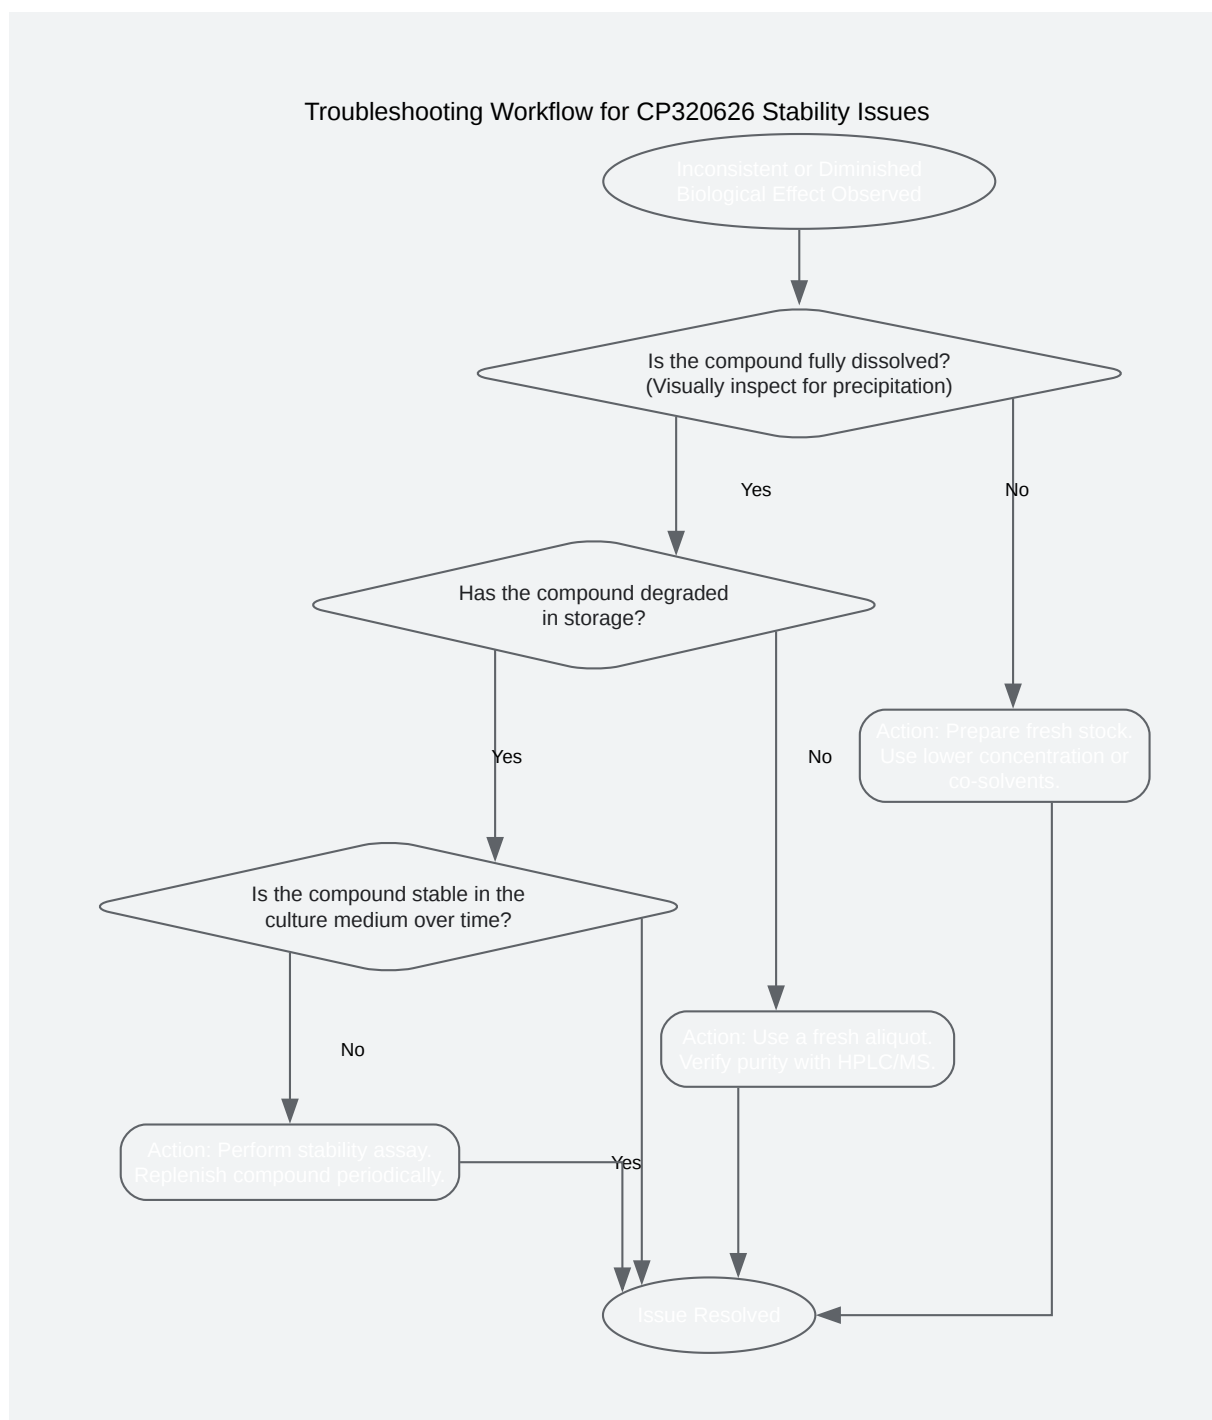 Troubleshooting Workflow for CP320626 Stability Issues
Inconsistent or Diminished
Biological Effect Observed
Is the compound fully dissolved?
(Visually inspect for precipitation)
Yes
No
Has the compound degraded
in storage?
Action: Prepare fresh stock.
Use lower concentration or
co-solvents.
Yes
No
Is the compound stable in the
culture medium over time?
Action: Use a fresh aliquot.
Verify purity with HPLC/MS.
No
Action: Perform stability assay.
Replenish compound periodically.
Yes
Issue Resolved